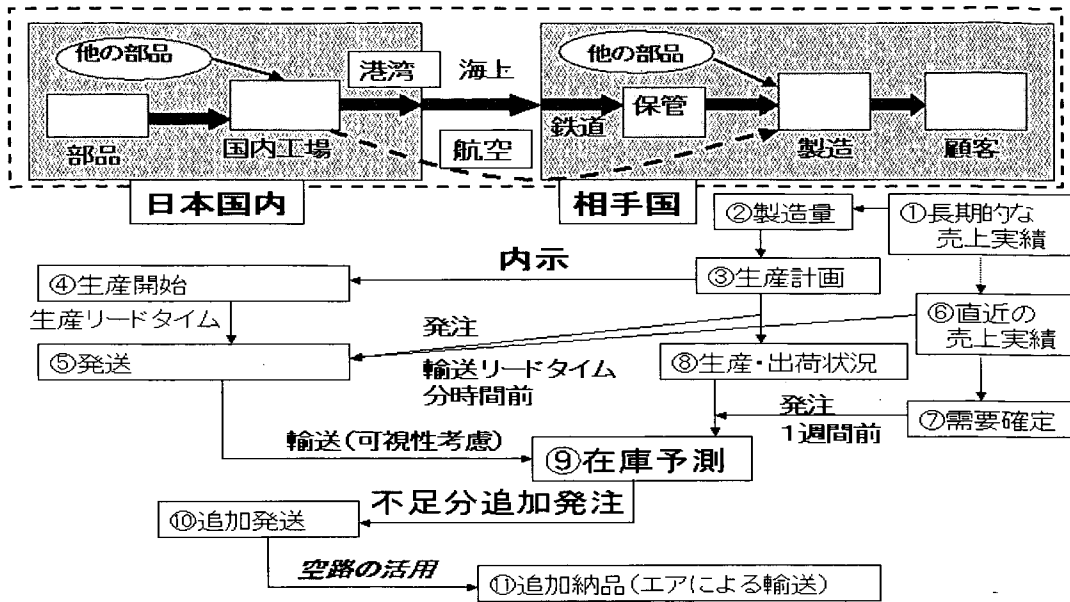 他の部品
港湾
海上
他の部品
保管
鉄道
部品
国内工場
航空
製造
顧客
日本国内
相手国
②製造量
①長期的な
売上実績
内示
④生産開始
③生産計画
生産リードタイム
発注
⑥直近の
売上実績
⑤発送
輸送リードタイム
分時間前
⑧生産・出荷状況
発注
1週間前
⑦需要確定
輸送(可視性考慮)
⑨在庫予測
不足分追加発注
⑩追加発送
空路の活用
⑪追加納品(エアによる輸送)